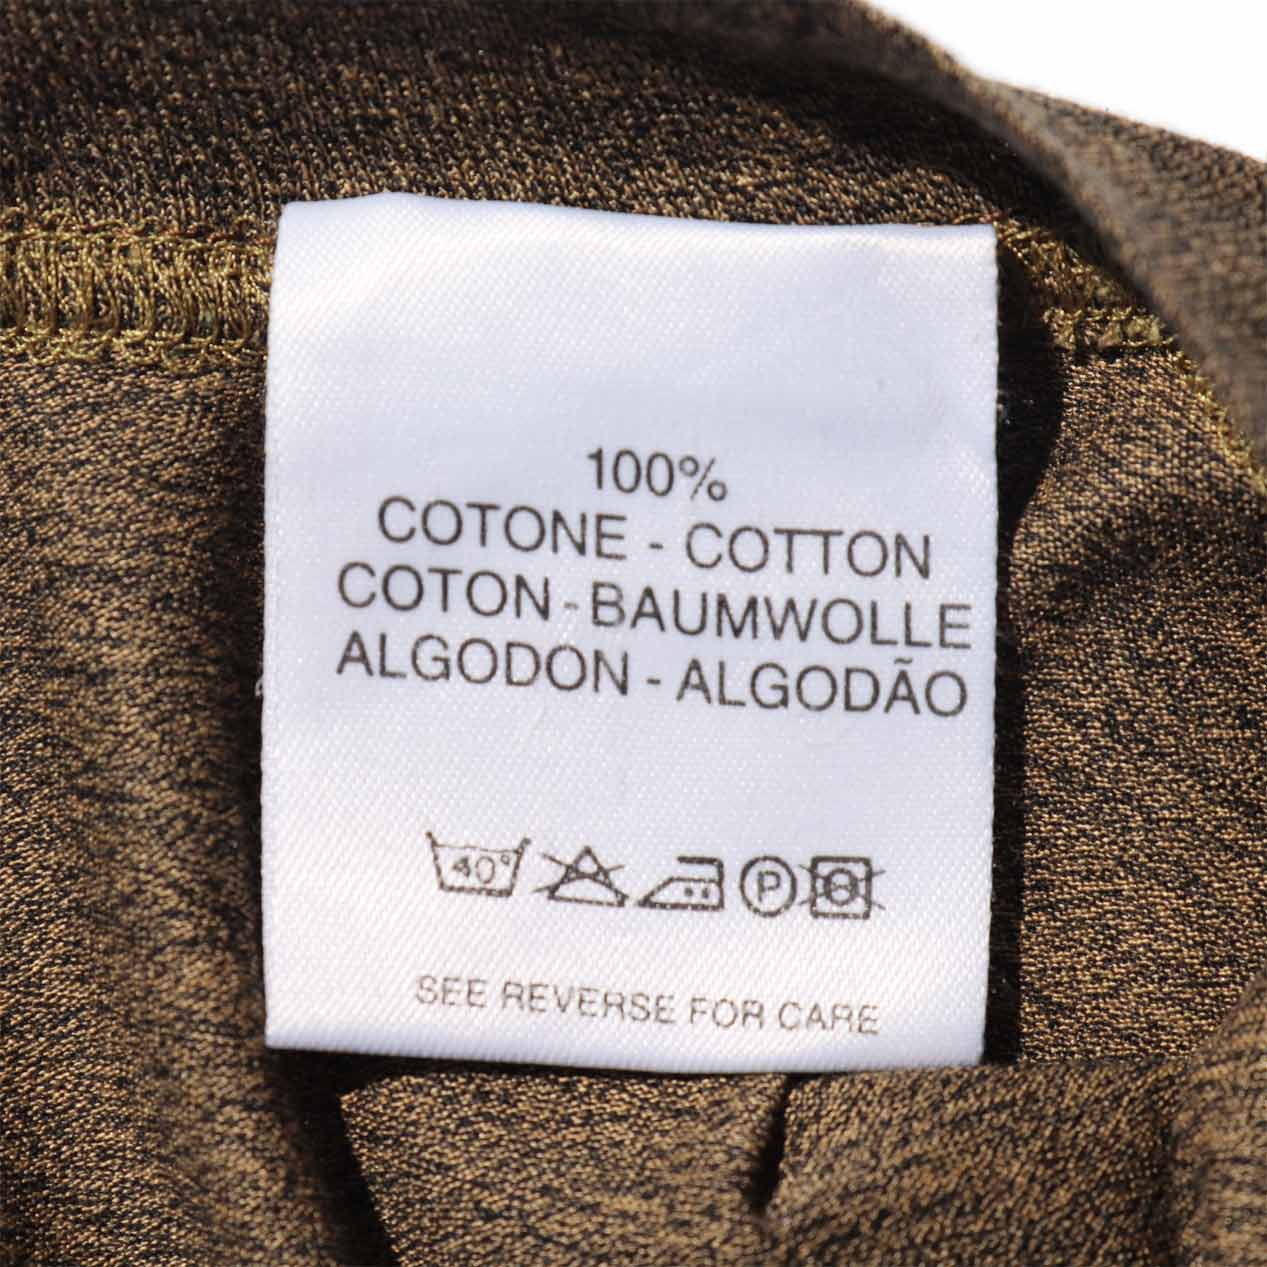 100%
COTONE - COTTON
COTON - BAUMWOLLE
ALGODON - ALGODÃO
40°
P
SEE REVERSE FOR CARE